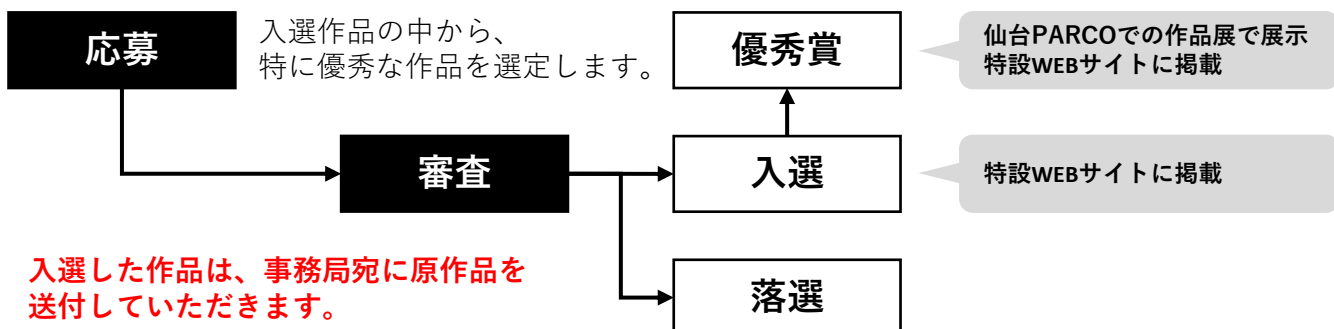 応募
入選作品の中から、
特に優秀な作品を選定します。
優秀賞
仙台PARCOでの作品展で展示
特設WEBサイトに掲載
審査
入選
特設WEBサイトに掲載
入選した作品は、事務局宛に原作品を
送付していただきます。
落選